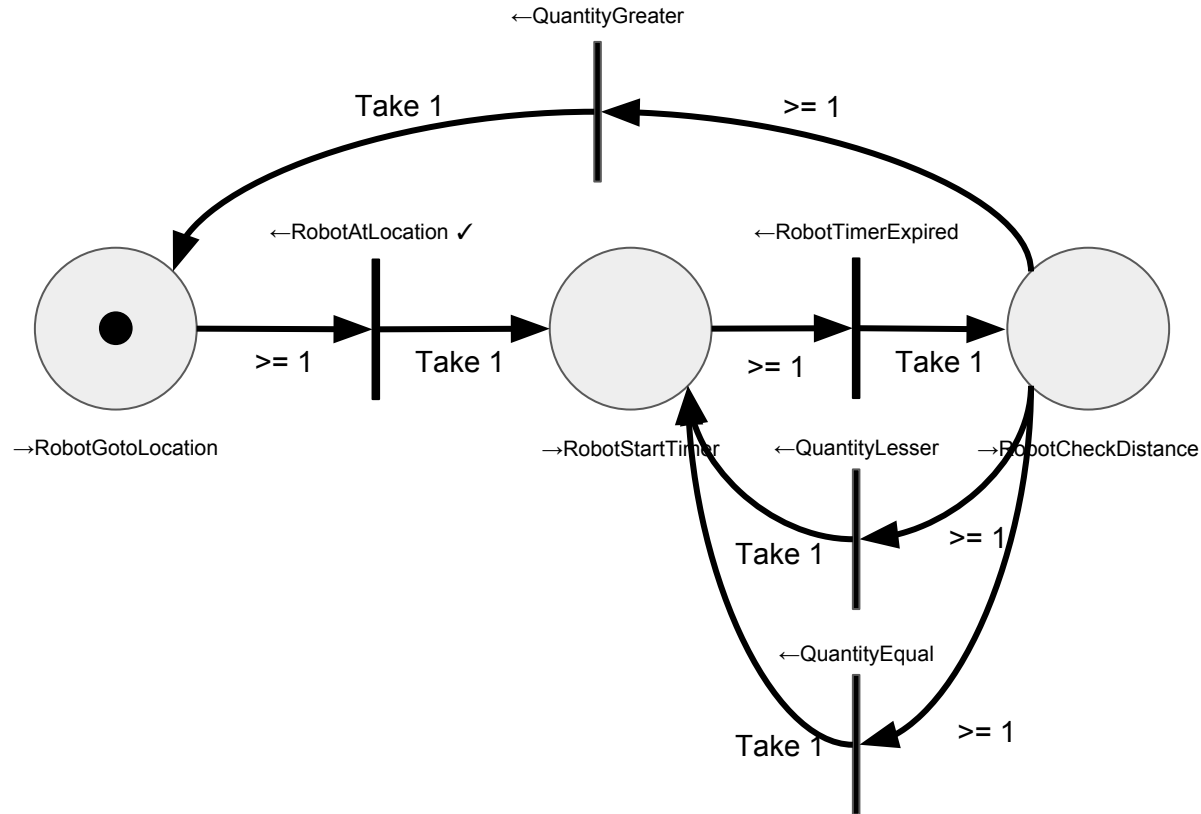 ←QuantityGreater
Take 1
>= 1
←RobotAtLocation ✓
←RobotTimerExpired
>= 1
Take 1
>= 1
Take 1
→RobotGotoLocation
→RobotStartTimer
←QuantityLesser
→RobotCheckDistance
Take 1
>= 1
←QuantityEqual
Take 1
>= 1